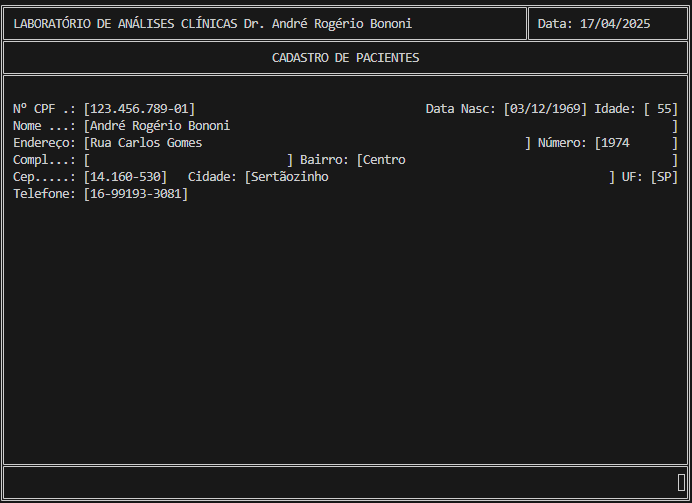 LABORATÓRIO DE ANÁLISES CLÍNICAS Dr. André Rogério Bononi Data: 17/04/2025
CADASTRO DE PACIENTES
Nº CPF .: [123.456.789-01] Data Nasc: [03/12/1969] Idade: [ 55]
Nome ...: [André Rogério Bononi ]
Endereço: [Rua Carlos Gomes ] Número: [1974 ]
Compl...: [ ] Bairro: [Centro ]
Cep.....: [14.160-530] Cidade: [Sertãozinho ] UF: [SP]
Telefone: [16-99193-3081]